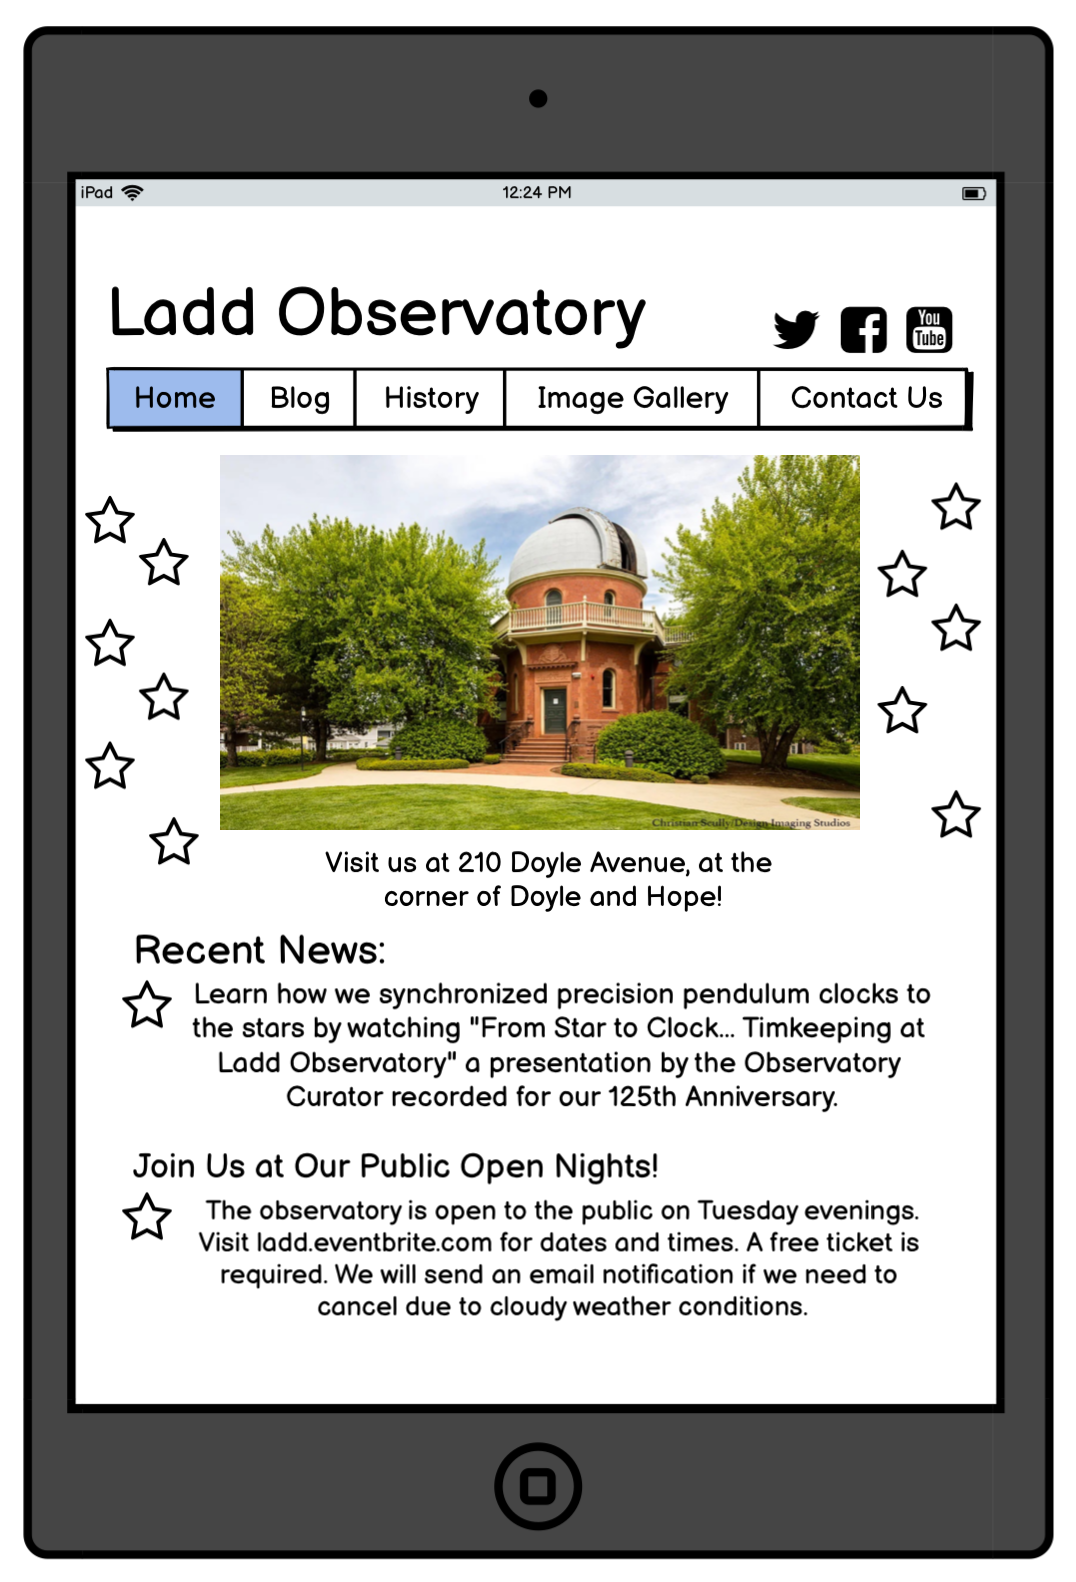 iPad
12:24 PM
Ladd Observatory
You
Tube
Home Blog History Image Gallery Contact Us
Christian Scully/Design Imaging Studios
Visit us at 210 Doyle Avenue, at the
corner of Doyle and Hope!
Recent News:
Learn how we synchronized precision pendulum clocks to
the stars by watching "From Star to Clock... Timkeeping at
Ladd Observatory" a presentation by the Observatory
Curator recorded for our 125th Anniversary.
Join Us at Our Public Open Nights!
The observatory is open to the public on Tuesday evenings.
Visit ladd.eventbrite.com for dates and times. A free ticket is
required. We will send an email notification if we need to
cancel due to cloudy weather conditions.